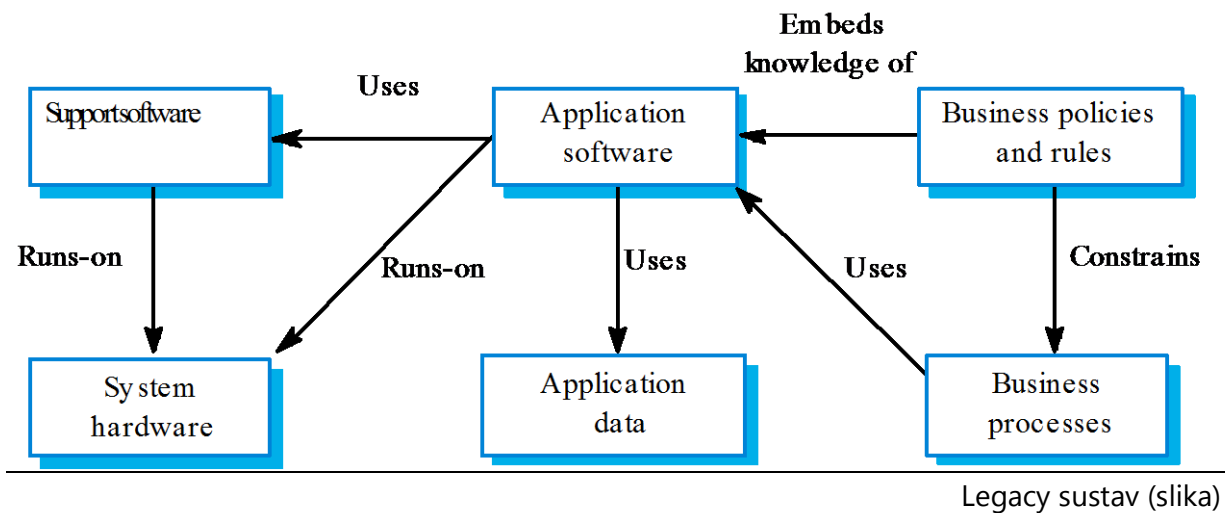 Embeds
knowledge of
Uses
Supportsoftware
Application
software
Business policies
and rules
Runs-on
Runs-on
Uses
Uses
Constrains
System
hardware
Application
data
Business
processes
Legacy sustav (slika)